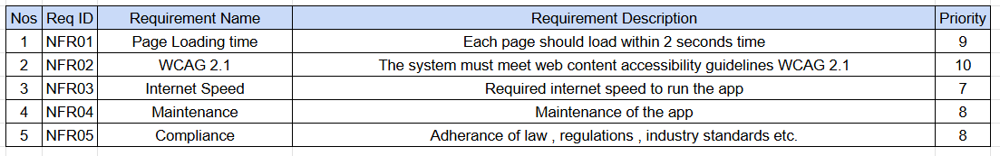 Nos Req ID Requirement Name Requirement Description Priority
1 NFR01 Page Loading time Each page should load within 2 seconds time 9
2 NFR02 WCAG 2.1 The system must meet web content accessibility guidelines WCAG 2.1 10
3 NFR03 Internet Speed Required internet speed to run the app 7
4 NFR04 Maintenance Maintenance of the app 8
5 NFR05 Compliance Adherance of law , regulations , industry standards etc. 8